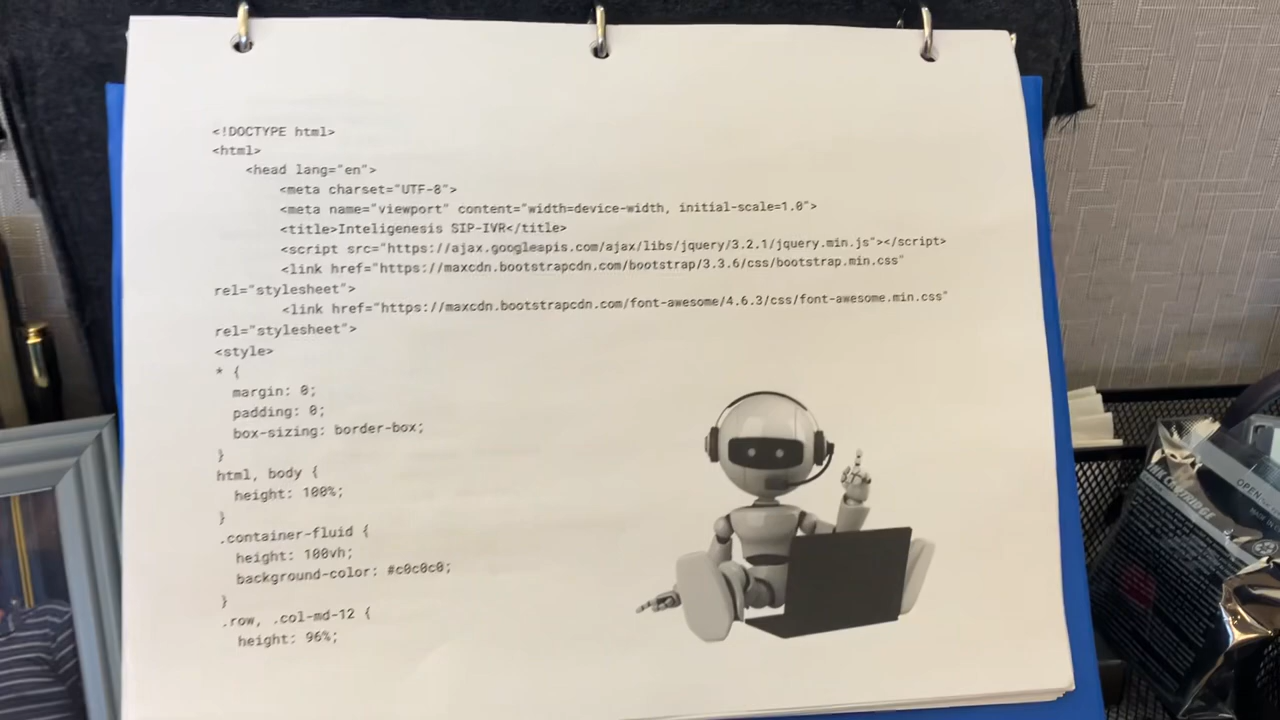 <!DOCTYPE html>
<html>
<head lang="en">
<meta charset="UTF-8">
<meta name="viewport" content="width=device-width, initial-scale=1.0">
<title>Inteligenesis SIP-IVR</title>
<script src="https://ajax.googleapis.com/ajax/libs/jquery/3.2.1/jquery.min.js"></script>
<link href="https://maxcdn.bootstrapcdn.com/bootstrap/3.3.6/css/bootstrap.min.css"
rel="stylesheet">
<link href="https://maxcdn.bootstrapcdn.com/font-awesome/4.6.3/css/font-awesome.min.css"
rel="stylesheet">
<style>
* {
margin: 0;
padding: 0;
box-sizing: border-box;
}
html, body {
height: 100%;
}
.container-fluid {
height: 100vh;
background-color: #c0c0c0;
}
.row, .col-md-12 {
height: 96%;
INK CARTRIDGE
OPEN